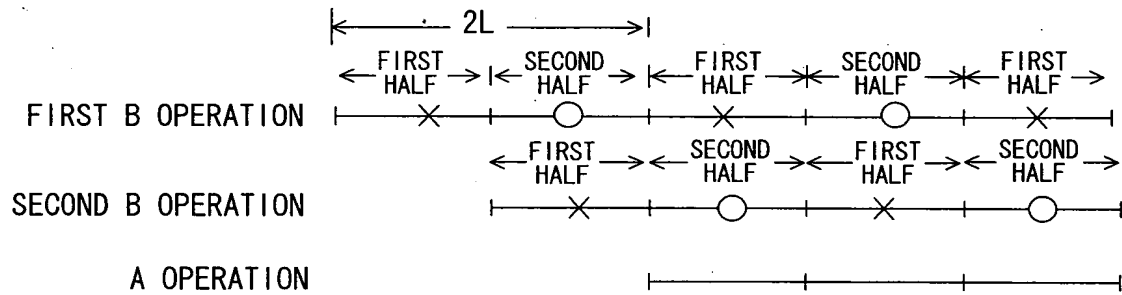 2L
FIRST HALF SECOND HALF FIRST HALF SECOND HALF FIRST HALF
FIRST B OPERATION
FIRST HALF SECOND HALF FIRST HALF SECOND HALF
SECOND B OPERATION
A OPERATION